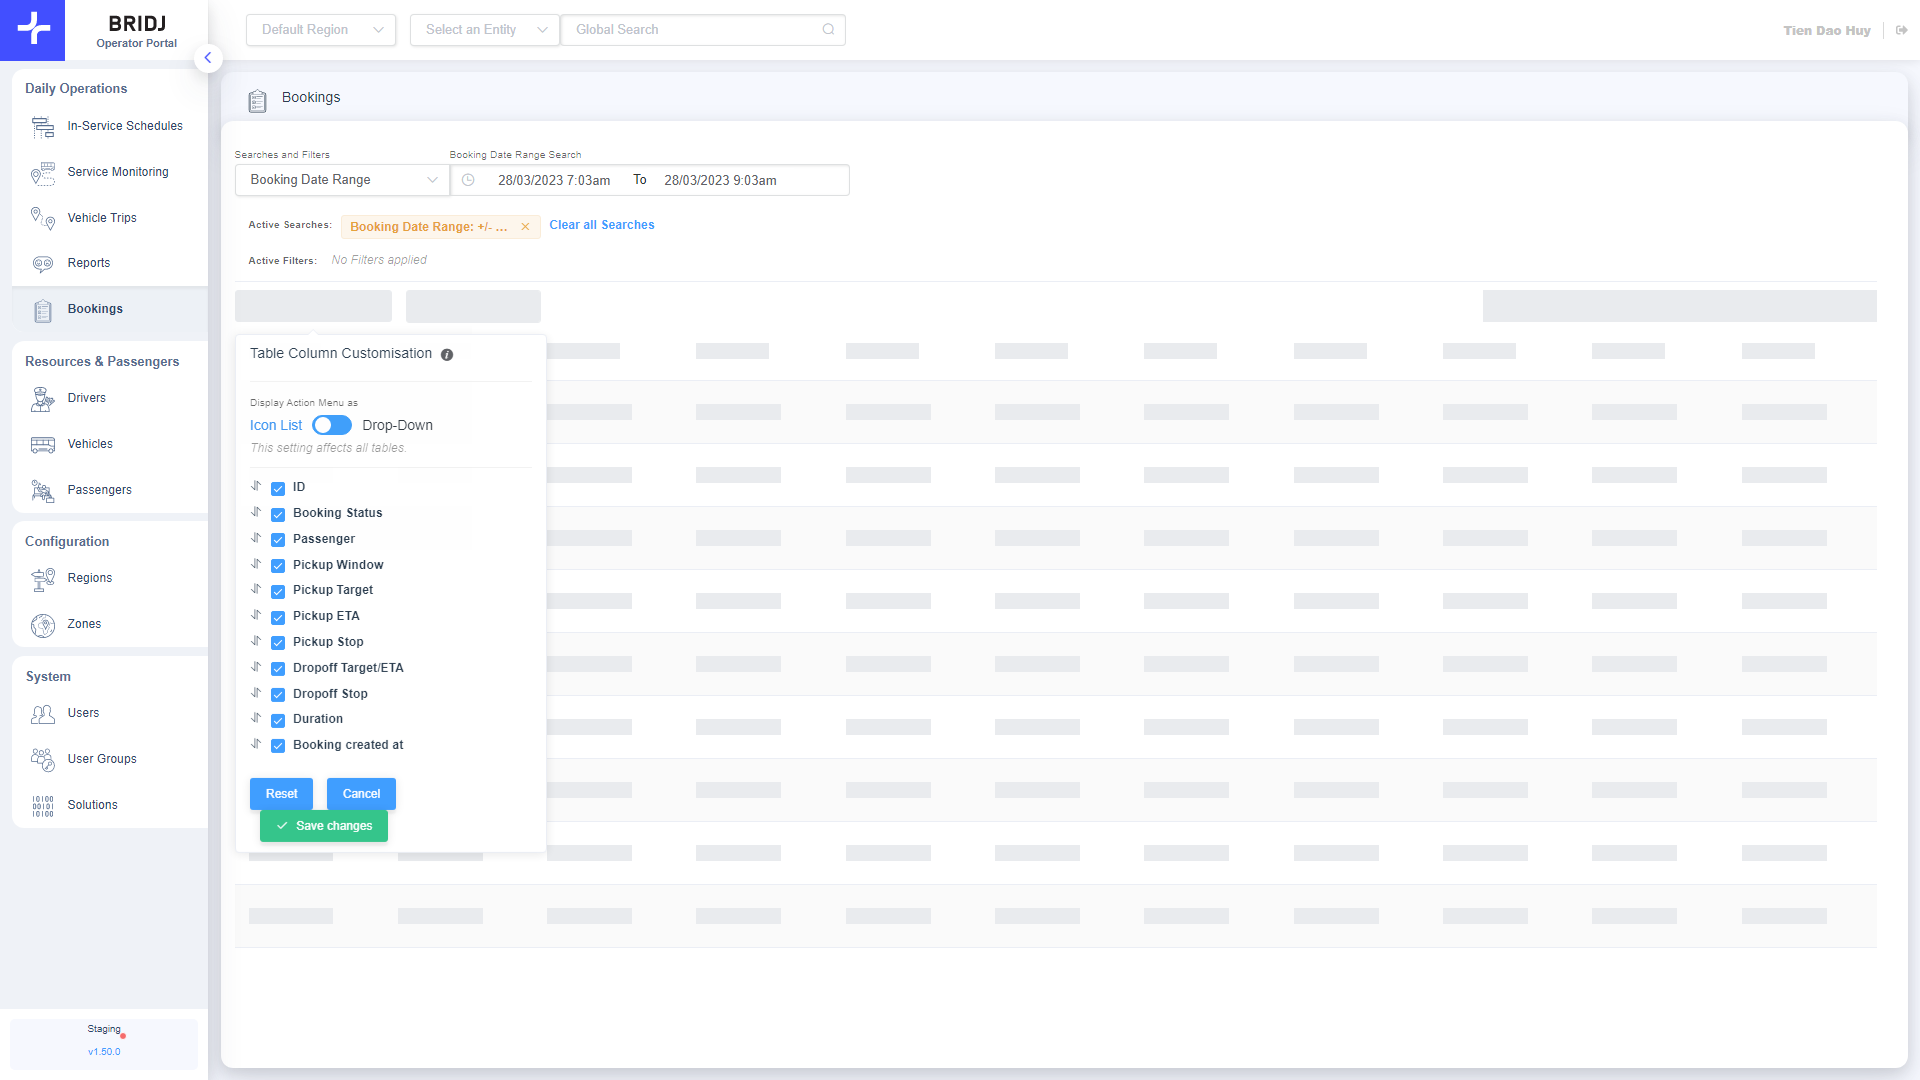 BRIDJ
Operator Portal
Default Region
Select an Entity
Global Search
Tien Dao Huy
Daily Operations
In-Service Schedules
Service Monitoring
Vehicle Trips
Reports
Bookings
Resources & Passengers
Drivers
Vehicles
Passengers
Configuration
Regions
Zones
System
Users
User Groups
10100
00101
10100
Solutions
Staging
v1.50.0
Bookings
Searches and Filters
Booking Date Range Search
Booking Date Range
28/03/2023 7:03am To 28/03/2023 9:03am
Active Searches: Booking Date Range: +/- ... Clear all Searches
Active Filters: No Filters applied
Table Column Customisation
Display Action Menu as
Icon List Drop-Down
This setting affects all tables.
ID
Booking Status
Passenger
Pickup Window
Pickup Target
Pickup ETA
Pickup Stop
Dropoff Target/ETA
Dropoff Stop
Duration
Booking created at
Reset Cancel
Save changes